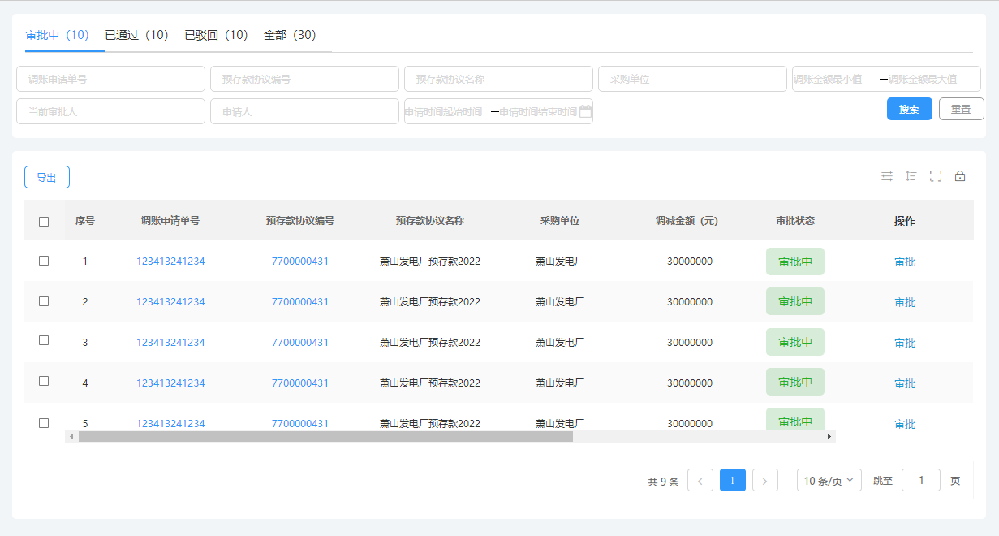 审批中（10） 已通过（10） 已驳回（10） 全部（30）
调账申请单号 预存款协议编号 预存款协议名称 采购单位 调账金额最小值 —调账金额最大值
当前审批人 申请人 申请时间起始时间 —申请时间结束时间 搜索 重置
导出
序号 调账申请单号 预存款协议编号 预存款协议名称 采购单位 调减金额（元） 审批状态 操作
1 123413241234 7700000431 萧山发电厂预存款2022 萧山发电厂 30000000 审批中 审批
2 123413241234 7700000431 萧山发电厂预存款2022 萧山发电厂 30000000 审批中 审批
3 123413241234 7700000431 萧山发电厂预存款2022 萧山发电厂 30000000 审批中 审批
4 123413241234 7700000431 萧山发电厂预存款2022 萧山发电厂 30000000 审批中 审批
5 123413241234 7700000431 萧山发电厂预存款2022 萧山发电厂 30000000 审批中 审批
共 9 条 < 1 > 10 条/页 跳至 1 页